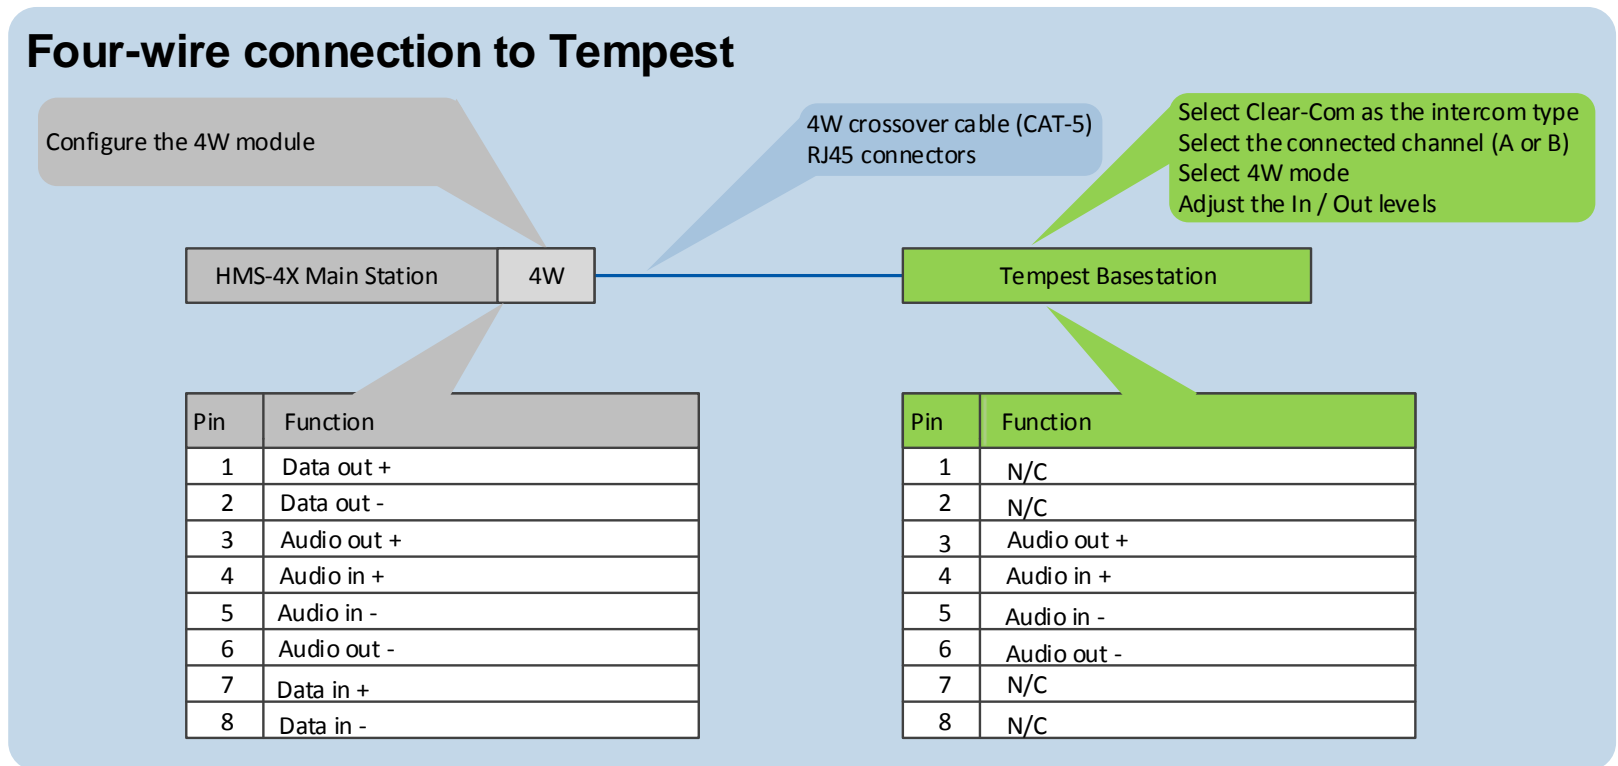 Four-wire connection to Tempest
Configure the 4W module
4W crossover cable (CAT-5)
RJ45 connectors
Select Clear-Com as the intercom type
Select the connected channel (A or B)
Select 4W mode
Adjust the In / Out levels
HMS-4X Main Station
4W
Tempest Basestation
Pin Function
1 Data out +
2 Data out -
3 Audio out +
4 Audio in +
5 Audio in -
6 Audio out -
7 Data in +
8 Data in -
Pin Function
1 N/C
2 N/C
3 Audio out +
4 Audio in +
5 Audio in -
6 Audio out -
7 N/C
8 N/C